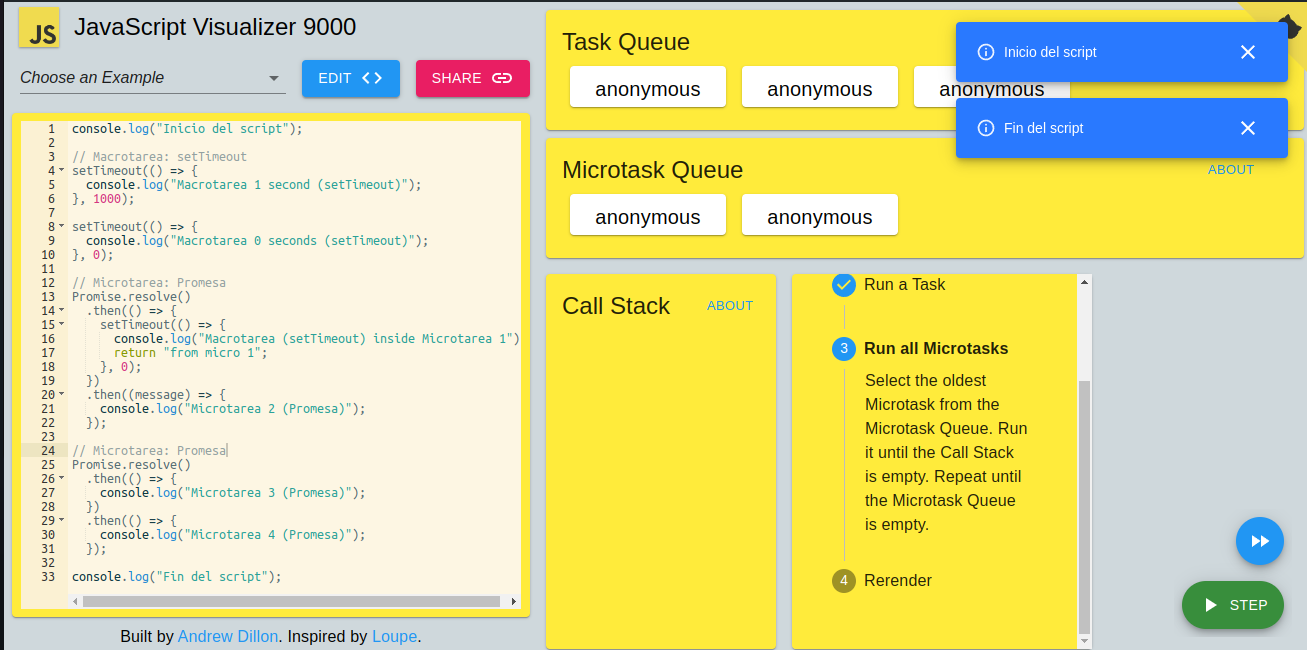 JS
JavaScript Visualizer 9000
Choose an Example
EDIT
SHARE
1 console.log("Inicio del script");
2
3 // Macrotarea: setTimeout
4 setTimeout(() => {
5   console.log("Macrotarea 1 second (setTimeout)");
6 }, 1000);
7
8 setTimeout(() => {
9   console.log("Macrotarea 0 seconds (setTimeout)");
10 }, 0);
11
12 // Microtarea: Promesa
13 Promise.resolve()
14   .then(() => {
15     setTimeout(() => {
16       console.log("Macrotarea (setTimeout) inside Microtarea 1")
17       return "from micro 1";
18     }, 0);
19   })
20   .then((message) => {
21     console.log("Microtarea 2 (Promesa)");
22   });
23
24 // Microtarea: Promesa
25 Promise.resolve()
26   .then(() => {
27     console.log("Microtarea 3 (Promesa)");
28   })
29   .then(() => {
30     console.log("Microtarea 4 (Promesa)");
31   });
32
33 console.log("Fin del script");
Built by Andrew Dillon. Inspired by Loupe.
Task Queue
anonymous
anonymous
anonymous
Inicio del script
Fin del script
Microtask Queue
ABOUT
anonymous
anonymous
Call Stack
ABOUT
Run a Task
3 Run all Microtasks
Select the oldest
Microtask from the
Microtask Queue. Run
it until the Call Stack
is empty. Repeat until
the Microtask Queue
is empty.
4 Rerender
STEP